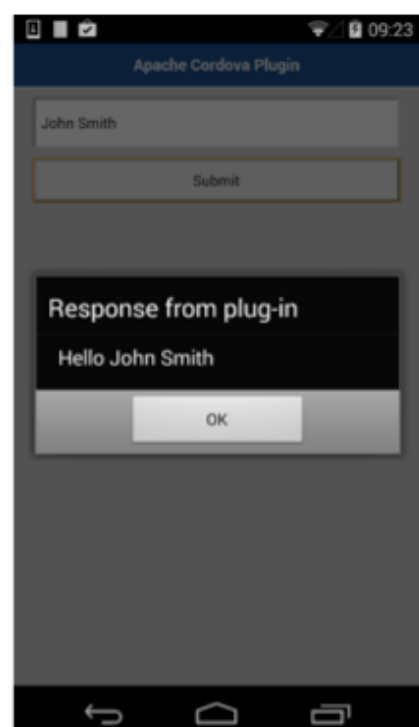 09:23
Apache Cordova Plugin
John Smith
Submit
Response from plug-in
Hello John Smith
OK